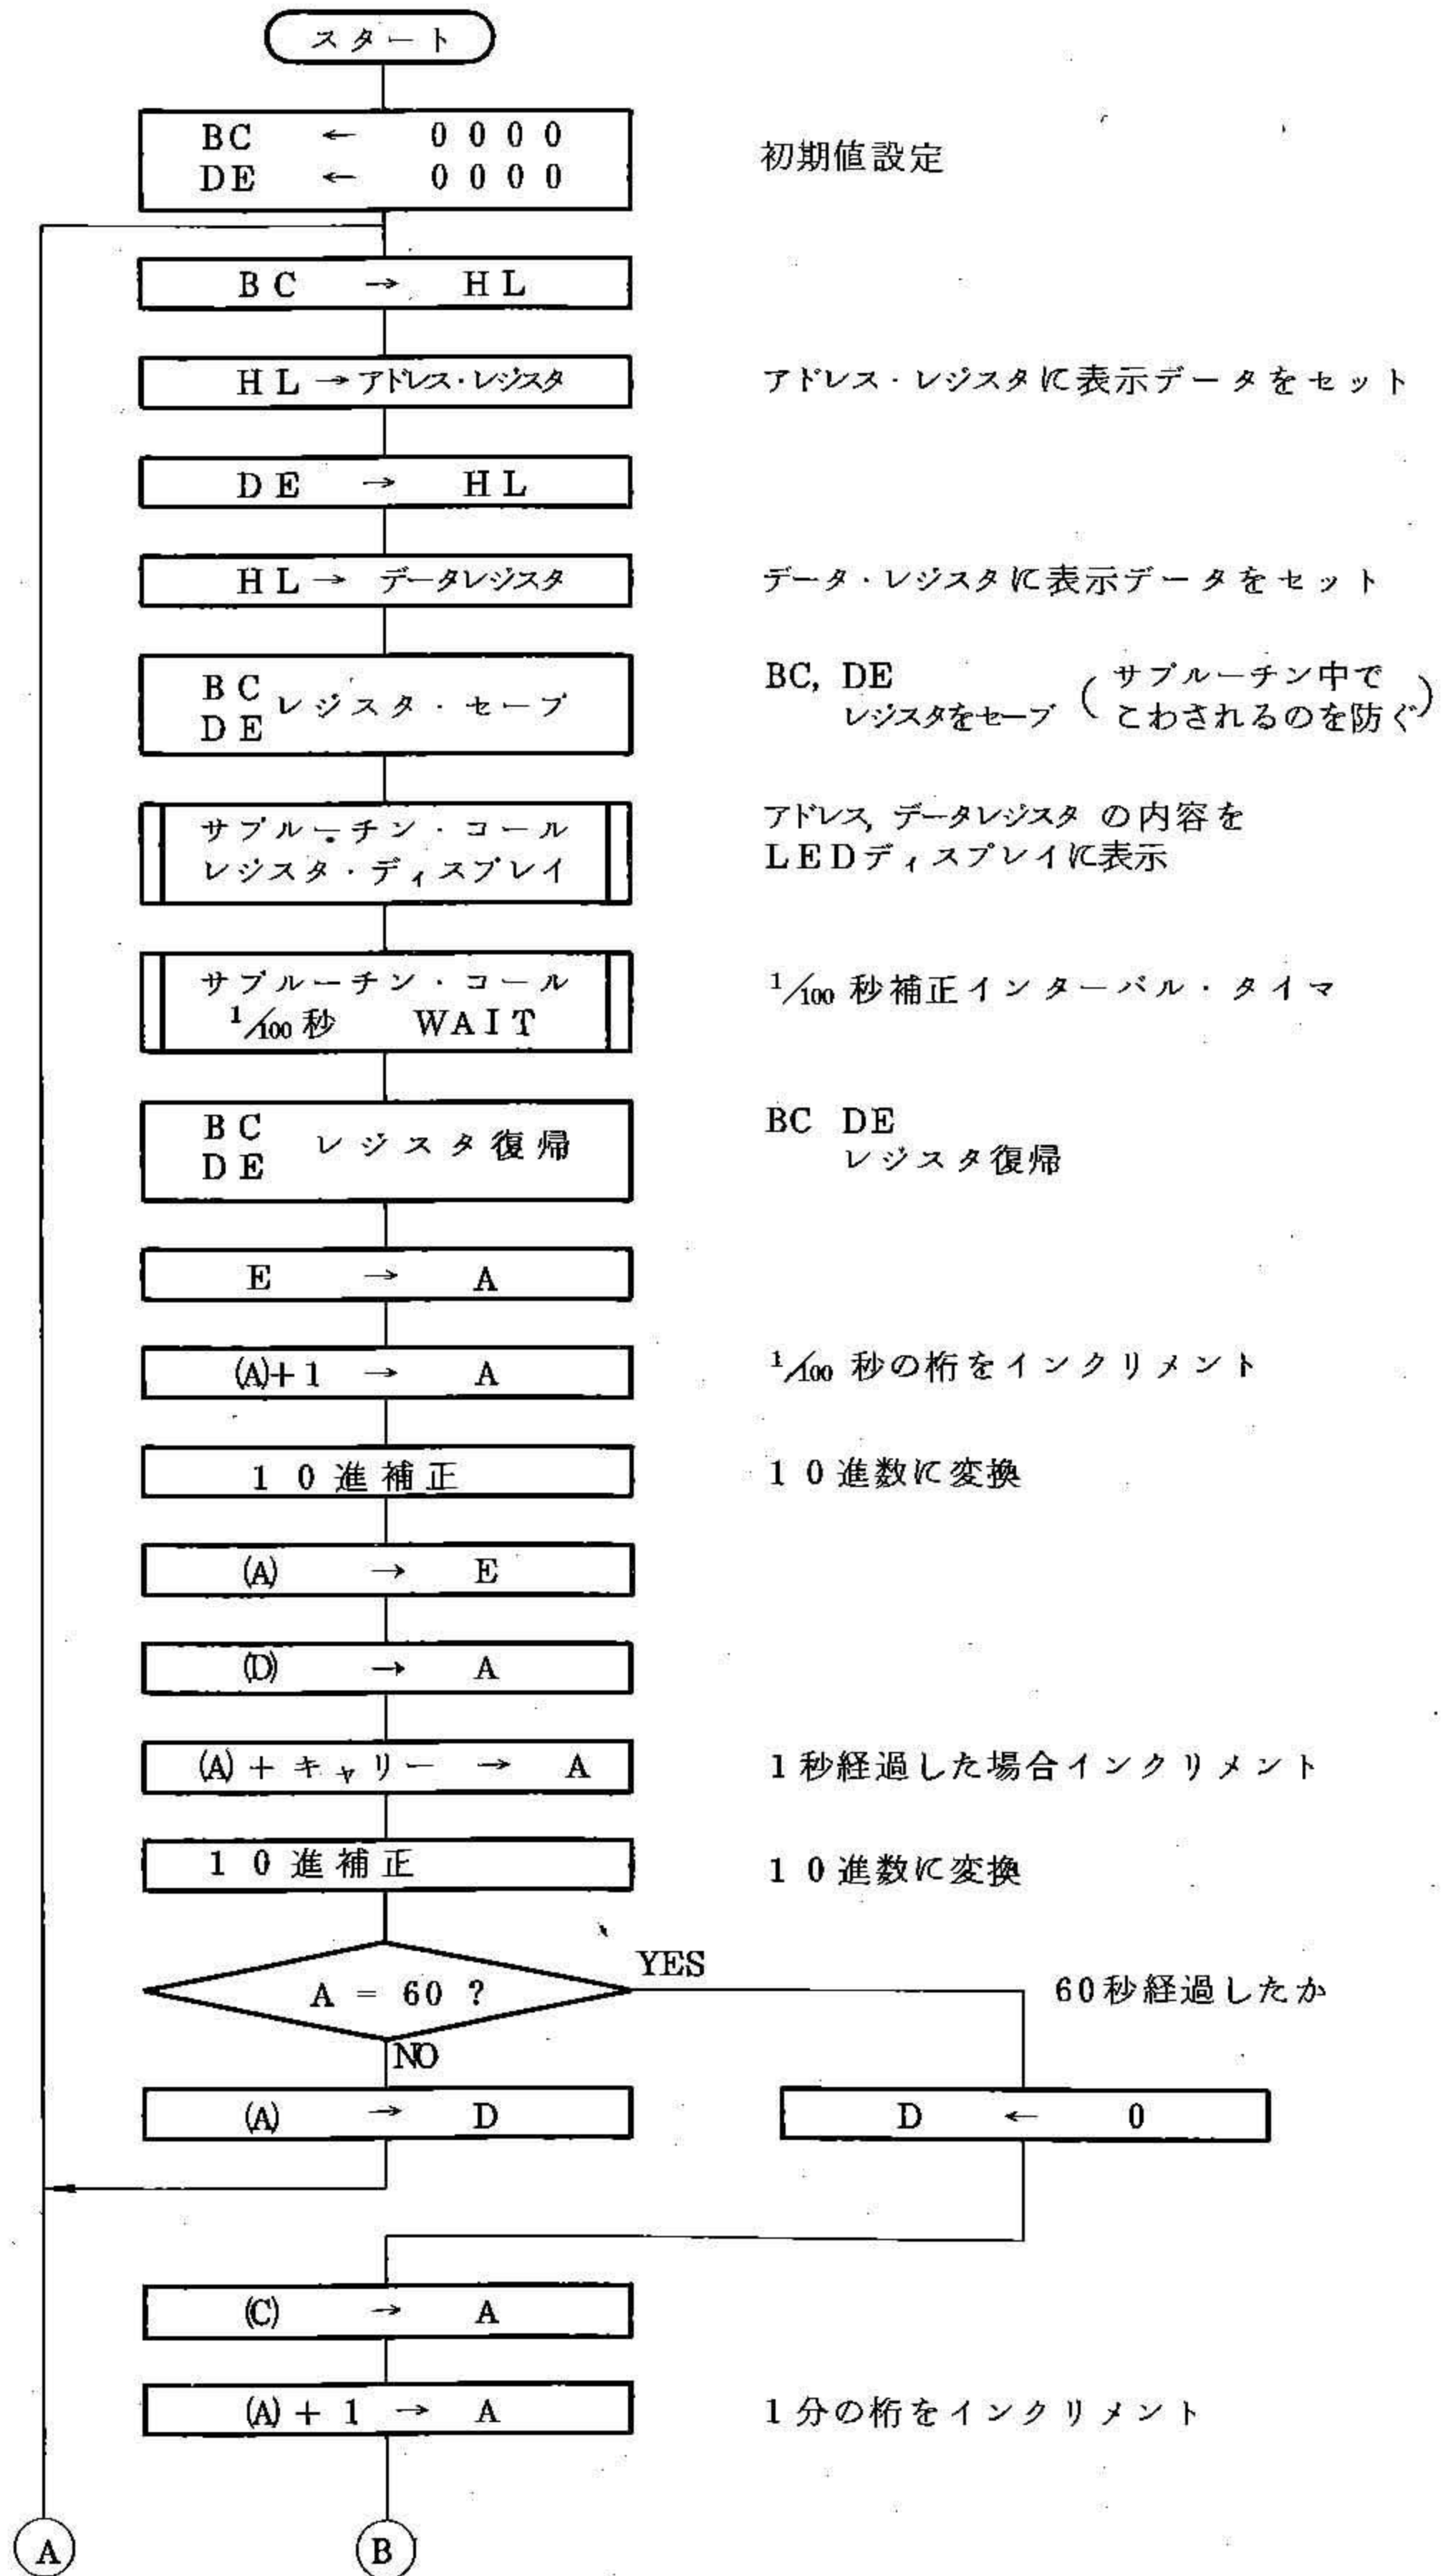 スタート
BC ← 0 0 0 0
DE ← 0 0 0 0
初期値設定
BC → HL
HL → アドレス・レジスタ
アドレス・レジスタに表示データをセット
DE → HL
HL → データレジスタ
データ・レジスタに表示データをセット
BC
DE レジスタ・セーブ
BC, DE
レジスタをセーブ (サブルーチン中で
こわされるのを防ぐ)
サブルーチン・コール
レジスタ・ディスプレイ
アドレス, データレジスタ の内容を
LEDディスプレイに表示
サブルーチン・コール
1/100 秒 WAIT
1/100 秒補正インターバル・タイマ
BC
DE レジスタ復帰
BC DE
レジスタ復帰
E → A
(A)+1 → A
1/100 秒の桁をインクリメント
10進補正
10進数に変換
(A) → E
(D) → A
(A) + キャリー → A
1秒経過した場合インクリメント
10進補正
10進数に変換
A = 60 ?
YES
60秒経過したか
NO
(A) → D
D ← 0
(C) → A
(A) + 1 → A
1分の桁をインクリメント
A
B